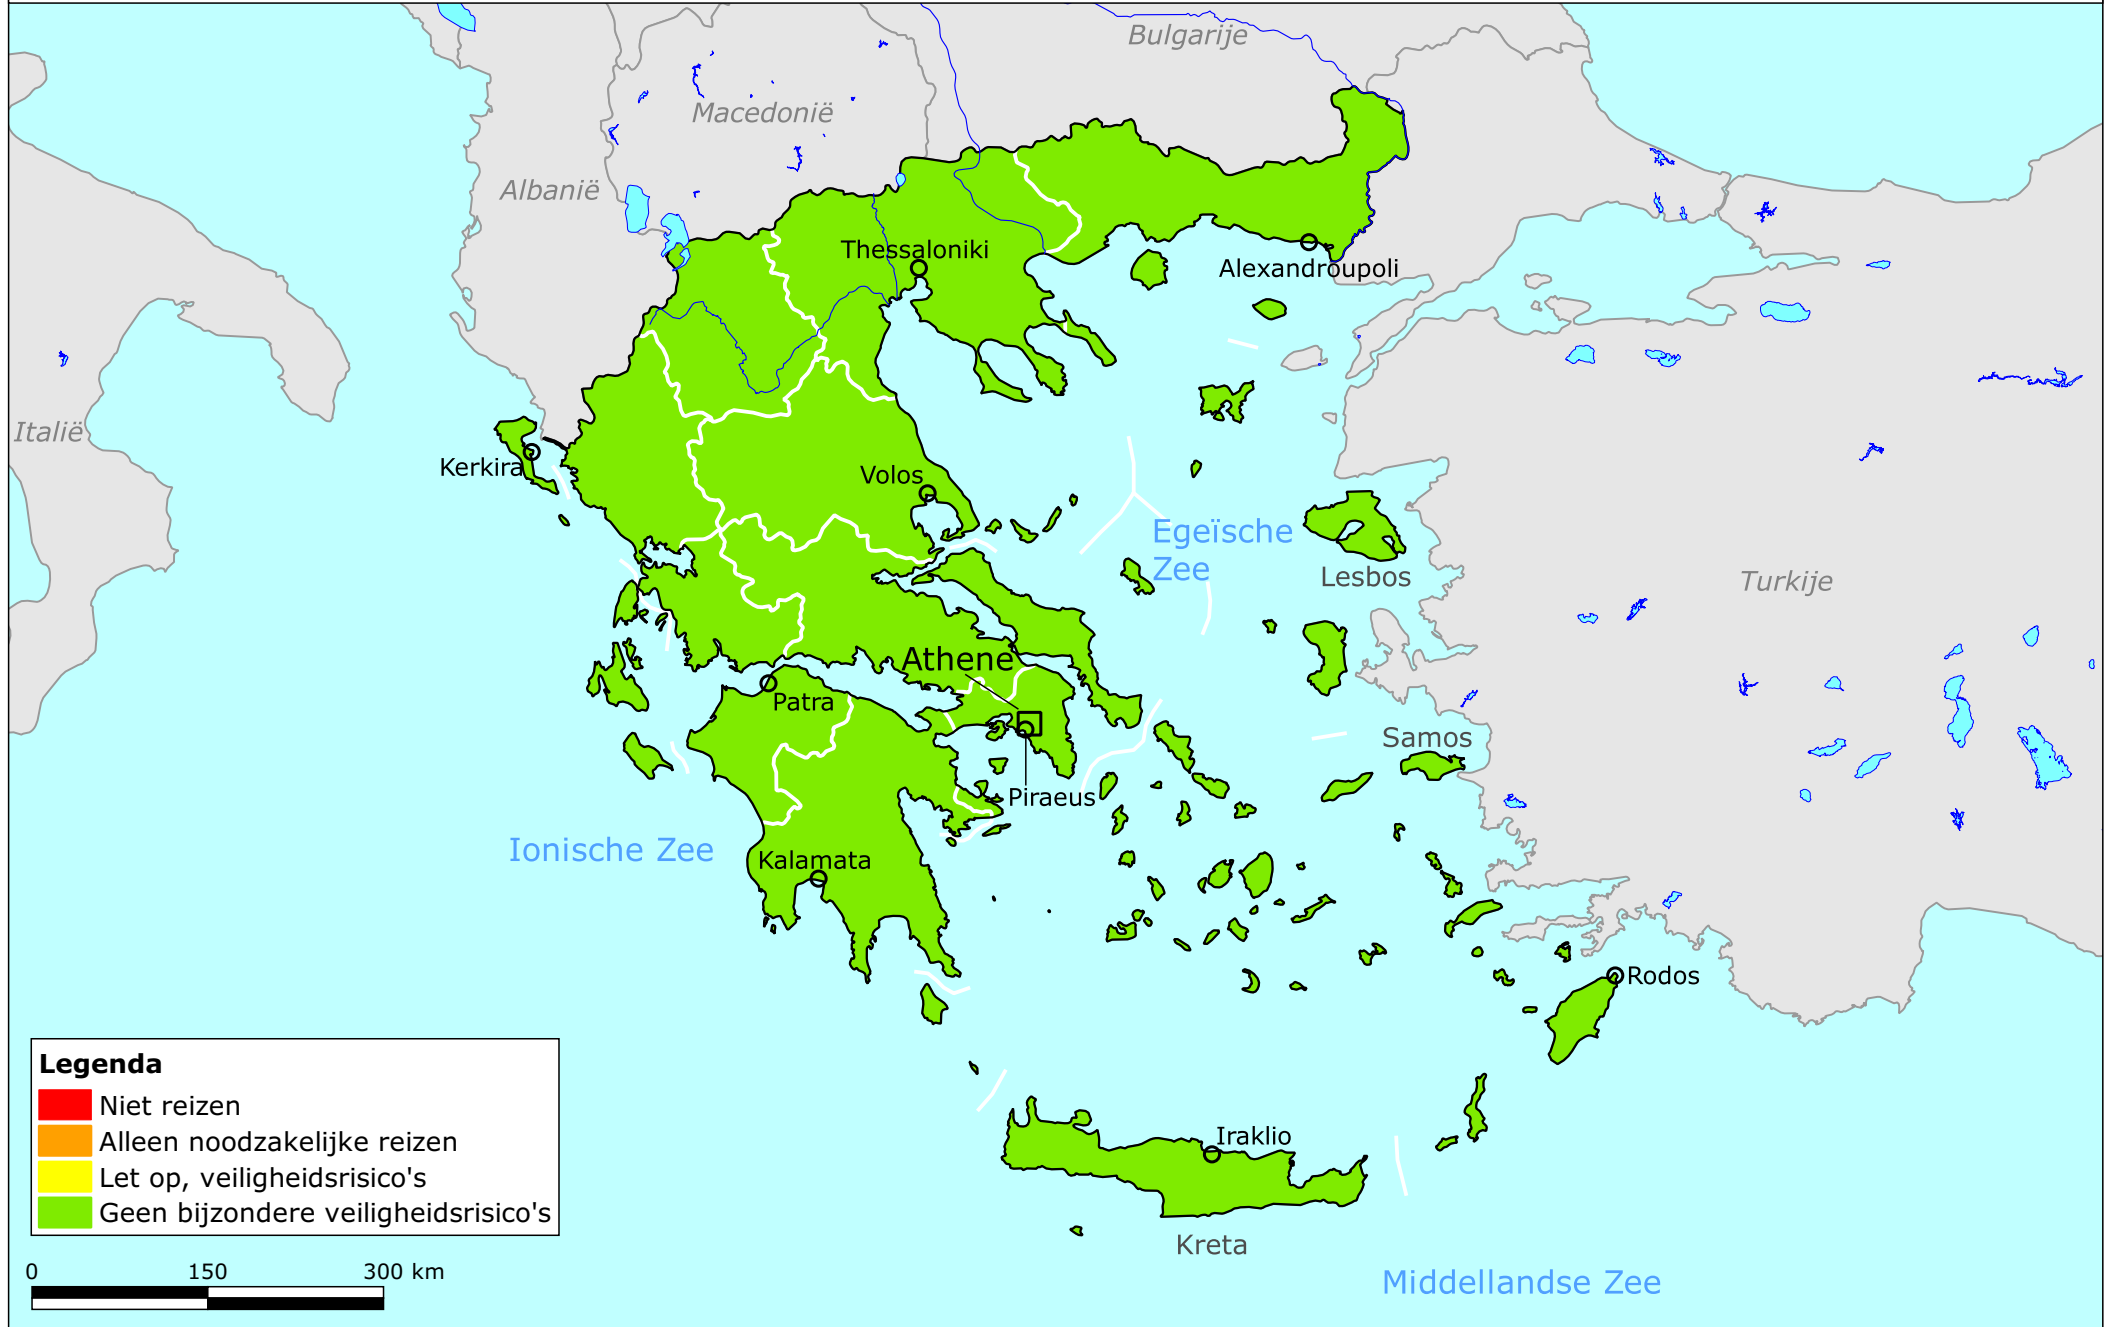 Bulgarije
Macedonië
Albanië
Thessaloniki
Alexandroupoli
Italië
Kerkira
Volos
Egeïsche
Zee
Lesbos
Turkije
Athene
Patra
Samos
Piraeus
Ionische Zee
Kalamata
Rodos
Legenda
Niet reizen
Alleen noodzakelijke reizen
Let op, veiligheidsrisico's
Geen bijzondere veiligheidsrisico's
Iraklio
Kreta
0 150 300 km
Middellandse Zee